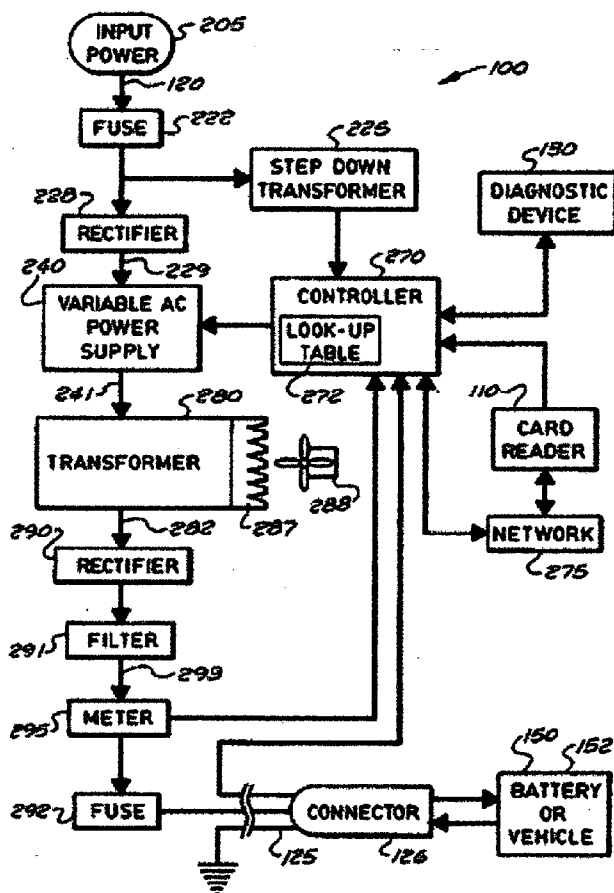 INPUT
POWER
205
120
100
FUSE
222
225
STEP DOWN
TRANSFORMER
130
DIAGNOSTIC
DEVICE
228
RECTIFIER
229
240
VARIABLE AC
POWER
SUPPLY
270
CONTROLLER
LOOK-UP
TABLE
272
241
280
TRANSFORMER
287
288
110
CARD
READER
NETWORK
275
282
290
RECTIFIER
FILTER
291
293
METER
295
FUSE
292
CONNECTOR
125
126
150
152
BATTERY
OR
VEHICLE